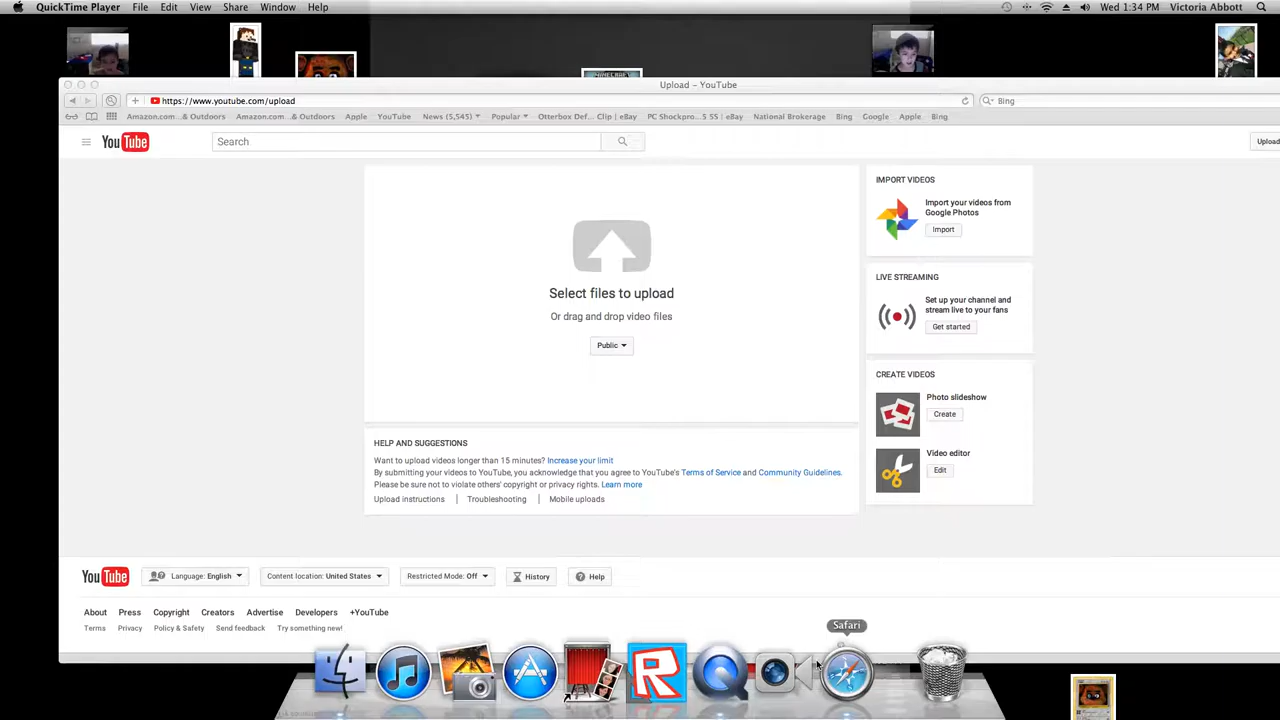 QuickTime Player File Edit View Share Window Help Wed 1:34 PM Victoria Abbott
MINECRAFT
Upload – YouTube
https://www.youtube.com/upload
Bing
Amazon.com...& Outdoors Amazon.com...& Outdoors Apple YouTube News (5,545) Popular Otterbox Def... Clip | eBay PC Shockpro...5 SS | eBay National Brokerage Bing Google Apple Bing
YouTube
Search
Upload
Select files to upload
Or drag and drop video files
Public
IMPORT VIDEOS
Import your videos from
Google Photos
Import
LIVE STREAMING
Set up your channel and
stream live to your fans
Get started
CREATE VIDEOS
Photo slideshow
Create
Video editor
Edit
HELP AND SUGGESTIONS
Want to upload videos longer than 15 minutes? Increase your limit
By submitting your videos to YouTube, you acknowledge that you agree to YouTube's Terms of Service and Community Guidelines.
Please be sure not to violate others' copyright or privacy rights. Learn more
Upload instructions | Troubleshooting | Mobile uploads
YouTube Language: English Content location: United States Restricted Mode: Off History Help
About Press Copyright Creators Advertise Developers +YouTube
Terms Privacy Policy & Safety Send feedback Try something new!
Safari